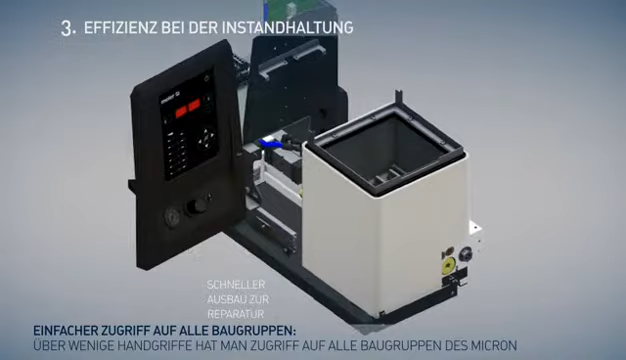 3. EFFIZIENZ BEI DER INSTANDHALTUNG
SCHNELLER
AUSBAU ZUR
REPARATUR
EINFACHER ZUGRIFF AUF ALLE BAUGRUPPEN:
ÜBER WENIGE HANDGRIFFE HAT MAN ZUGRIFF AUF ALLE BAUGRUPPEN DES MICRON